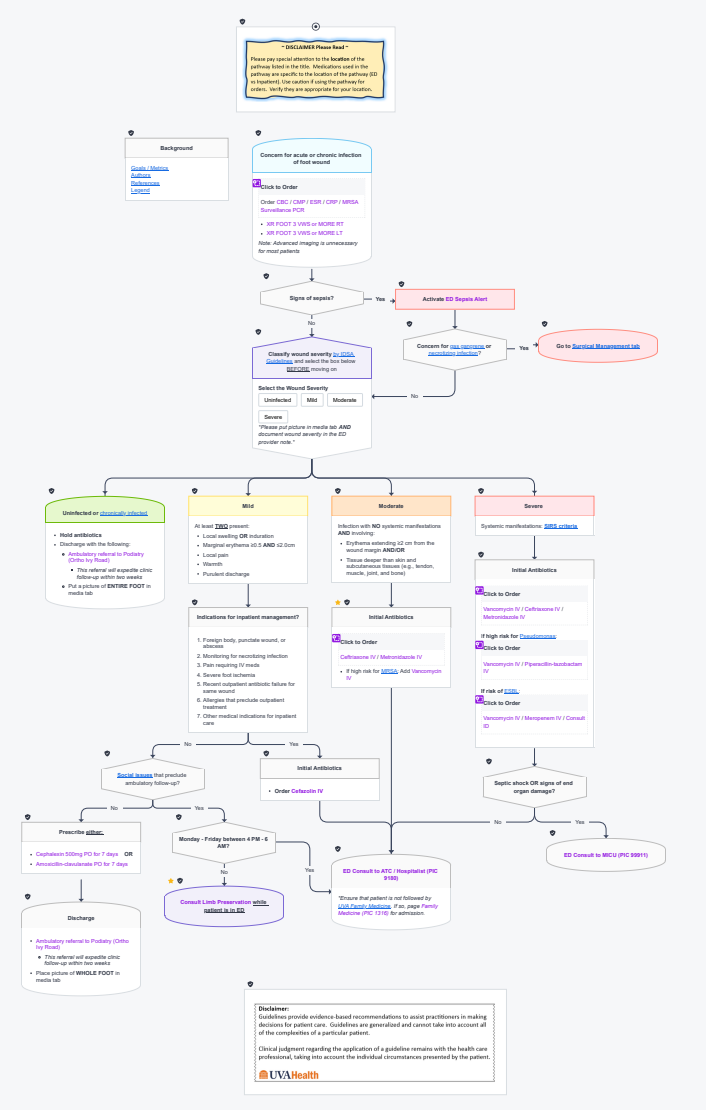 ~ DISCLAIMER Please Read ~
Please pay special attention to the location of the
pathway listed in the title. Medications used in the
pathway are specific to the location of the pathway (ED
vs Inpatient). Use caution if using the pathway for
orders. Verify they are appropriate for your location.
Background
Goals / Metrics
Authors
References
Legend
Concern for acute or chronic infection
of foot wound
Click to Order
Order CBC / CMP / ESR / CRP / MRSA
Surveillance PCR
• XR FOOT 3 VWS or MORE RT
• XR FOOT 3 VWS or MORE LT
Note: Advanced imaging is unnecessary
for most patients
Signs of sepsis?
Yes
Activate ED Sepsis Alert
No
Concern for gas gangrene or
necrotizing infection?
Yes
Go to Surgical Management tab
No
Classify wound severity by IDSA
Guidelines and select the box below
BEFORE moving on
Select the Wound Severity
Uninfected
Mild
Moderate
Severe
"Please put picture in media tab AND
document wound severity in the ED
provider note."
Uninfected or chronically infected
• Hold antibiotics
• Discharge with the following:
Ambulatory referral to Podiatry
(Ortho Ivy Road)
This referral will expedite clinic
follow-up within two weeks
Put a picture of ENTIRE FOOT in
media tab
Mild
At least TWO present:
• Local swelling OR induration
• Marginal erythema ≥0.5 AND ≤2.0cm
• Local pain
• Warmth
• Purulent discharge
Moderate
Infection with NO systemic manifestations
AND involving:
• Erythema extending ≥2 cm from the
wound margin AND/OR
• Tissue deeper than skin and
subcutaneous tissues (e.g., tendon,
muscle, joint, and bone)
Severe
Systemic manifestations: SIRS criteria
Indications for inpatient management?
1. Foreign body, punctate wound, or
abscess
2. Monitoring for necrotizing infection
3. Pain requiring IV meds
4. Severe foot ischemia
5. Recent outpatient antibiotic failure for
same wound
6. Allergies that preclude outpatient
treatment
7. Other medical indications for inpatient
care
Initial Antibiotics
Click to Order
Ceftriaxone IV / Metronidazole IV
• If high risk for MRSA: Add Vancomycin
IV
Initial Antibiotics
Click to Order
Vancomycin IV / Ceftriaxone IV /
Metronidazole IV
If high risk for Pseudomonas:
Click to Order
Vancomycin IV / Piperacillin-tazobactam
IV
If risk of ESBL:
Click to Order
Vancomycin IV / Meropenem IV / Consult
ID
No
Yes
Social issues that preclude
ambulatory follow-up?
Initial Antibiotics
• Order Cefazolin IV
Septic shock OR signs of end
organ damage?
No
Yes
No
Yes
Prescribe either:
• Cephalexin 500mg PO for 7 days OR
• Amoxicillin-clavulanate PO for 7 days
Monday - Friday between 4 PM - 6
AM?
No
Yes
ED Consult to ATC / Hospitalist (PIC
9180)
"Ensure that patient is not followed by
UVA Family Medicine. If so, page Family
Medicine (PIC 1316) for admission.
ED Consult to MICU (PIC 99911)
Consult Limb Preservation while
patient is in ED
Discharge
• Ambulatory referral to Podiatry (Ortho
Ivy Road)
This referral will expedite clinic
follow-up within two weeks
• Place picture of WHOLE FOOT in
media tab
Disclaimer:
Guidelines provide evidence-based recommendations to assist practitioners in making
decisions for patient care. Guidelines are generalized and cannot take into account all
of the complexities of a particular patient.
Clinical judgment regarding the application of a guideline remains with the health care
professional, taking into account the individual circumstances presented by the patient.
UVAHealth